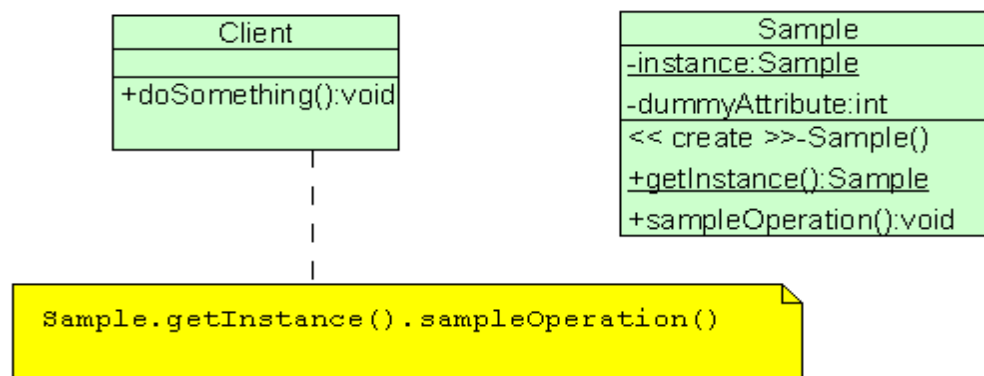 Client
+doSomething():void
Sample
-instance:Sample
-dummyAttribute:int
<< create >>-Sample()
+getInstance():Sample
+sampleOperation():void
Sample.getInstance().sampleOperation()